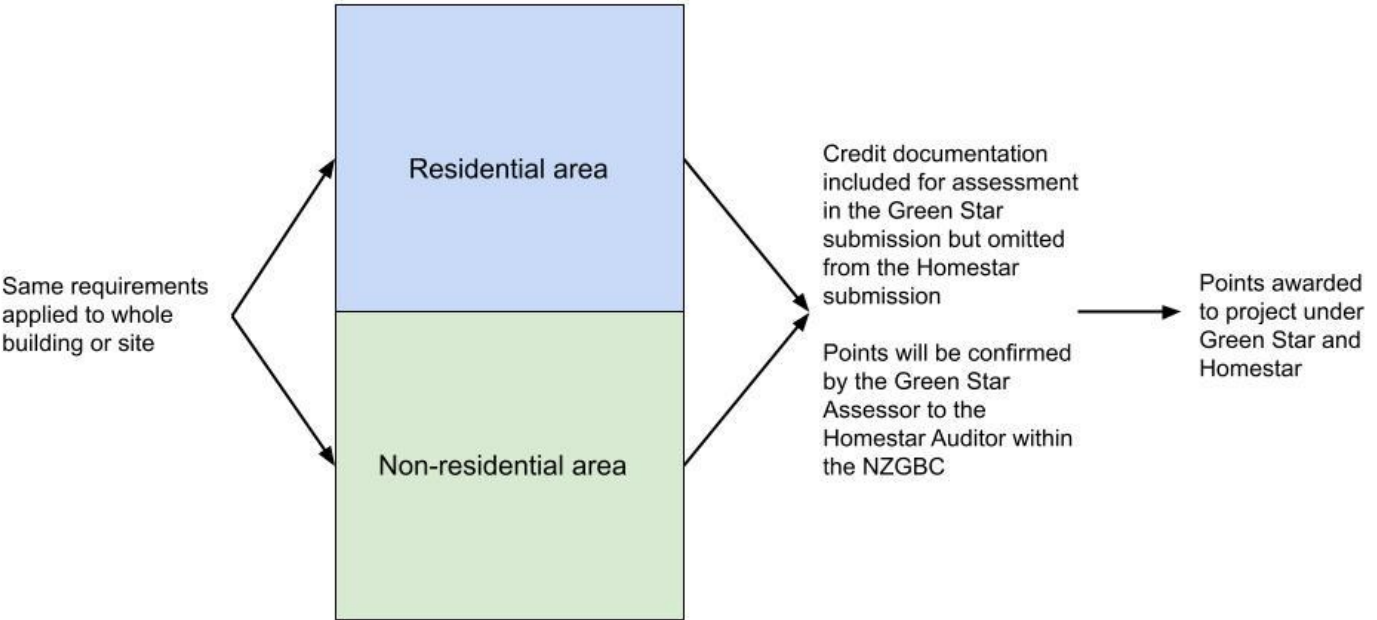 Same requirements
applied to whole
building or site
Residential area
Non-residential area
Credit documentation
included for assessment
in the Green Star
submission but omitted
from the Homestar
submission
Points will be confirmed
by the Green Star
Assessor to the
Homestar Auditor within
the NZGBC
Points awarded
to project under
Green Star and
Homestar